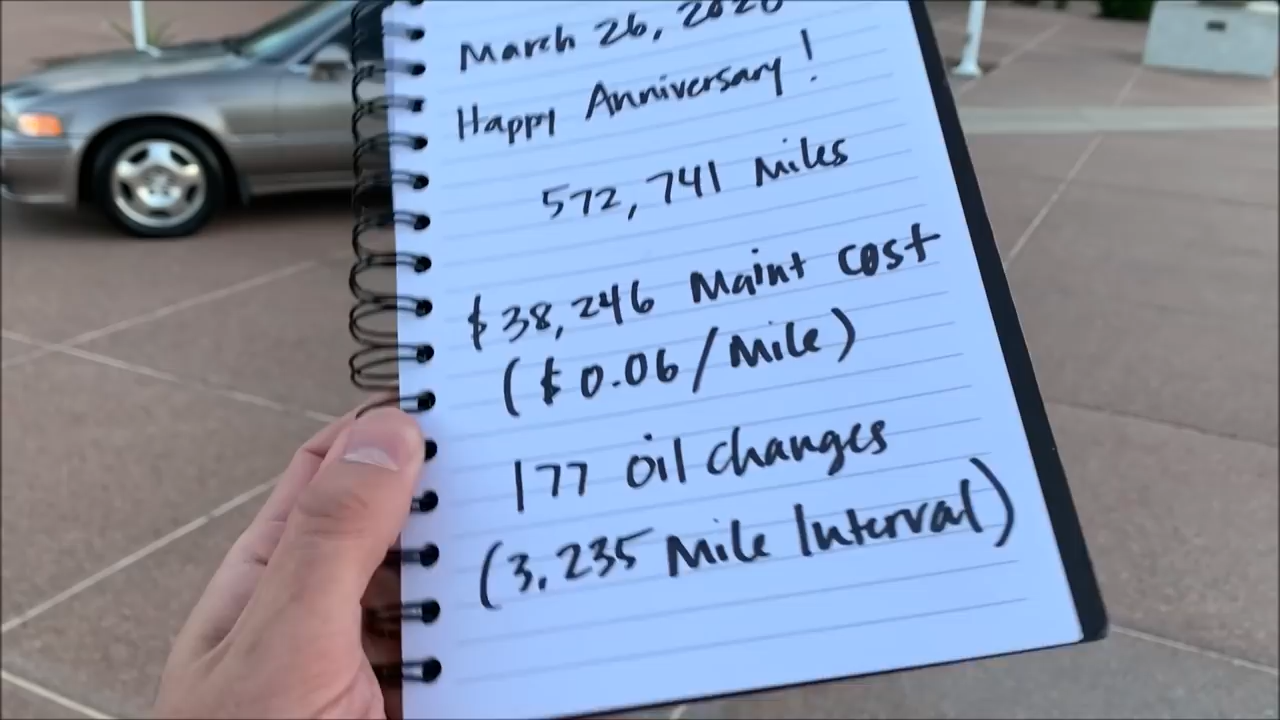 March 26, 2020
Happy Anniversary!
572,741 Miles
$38,246 Maint cost
($0.06/Mile)
177 oil changes
(3,235 Mile Interval)